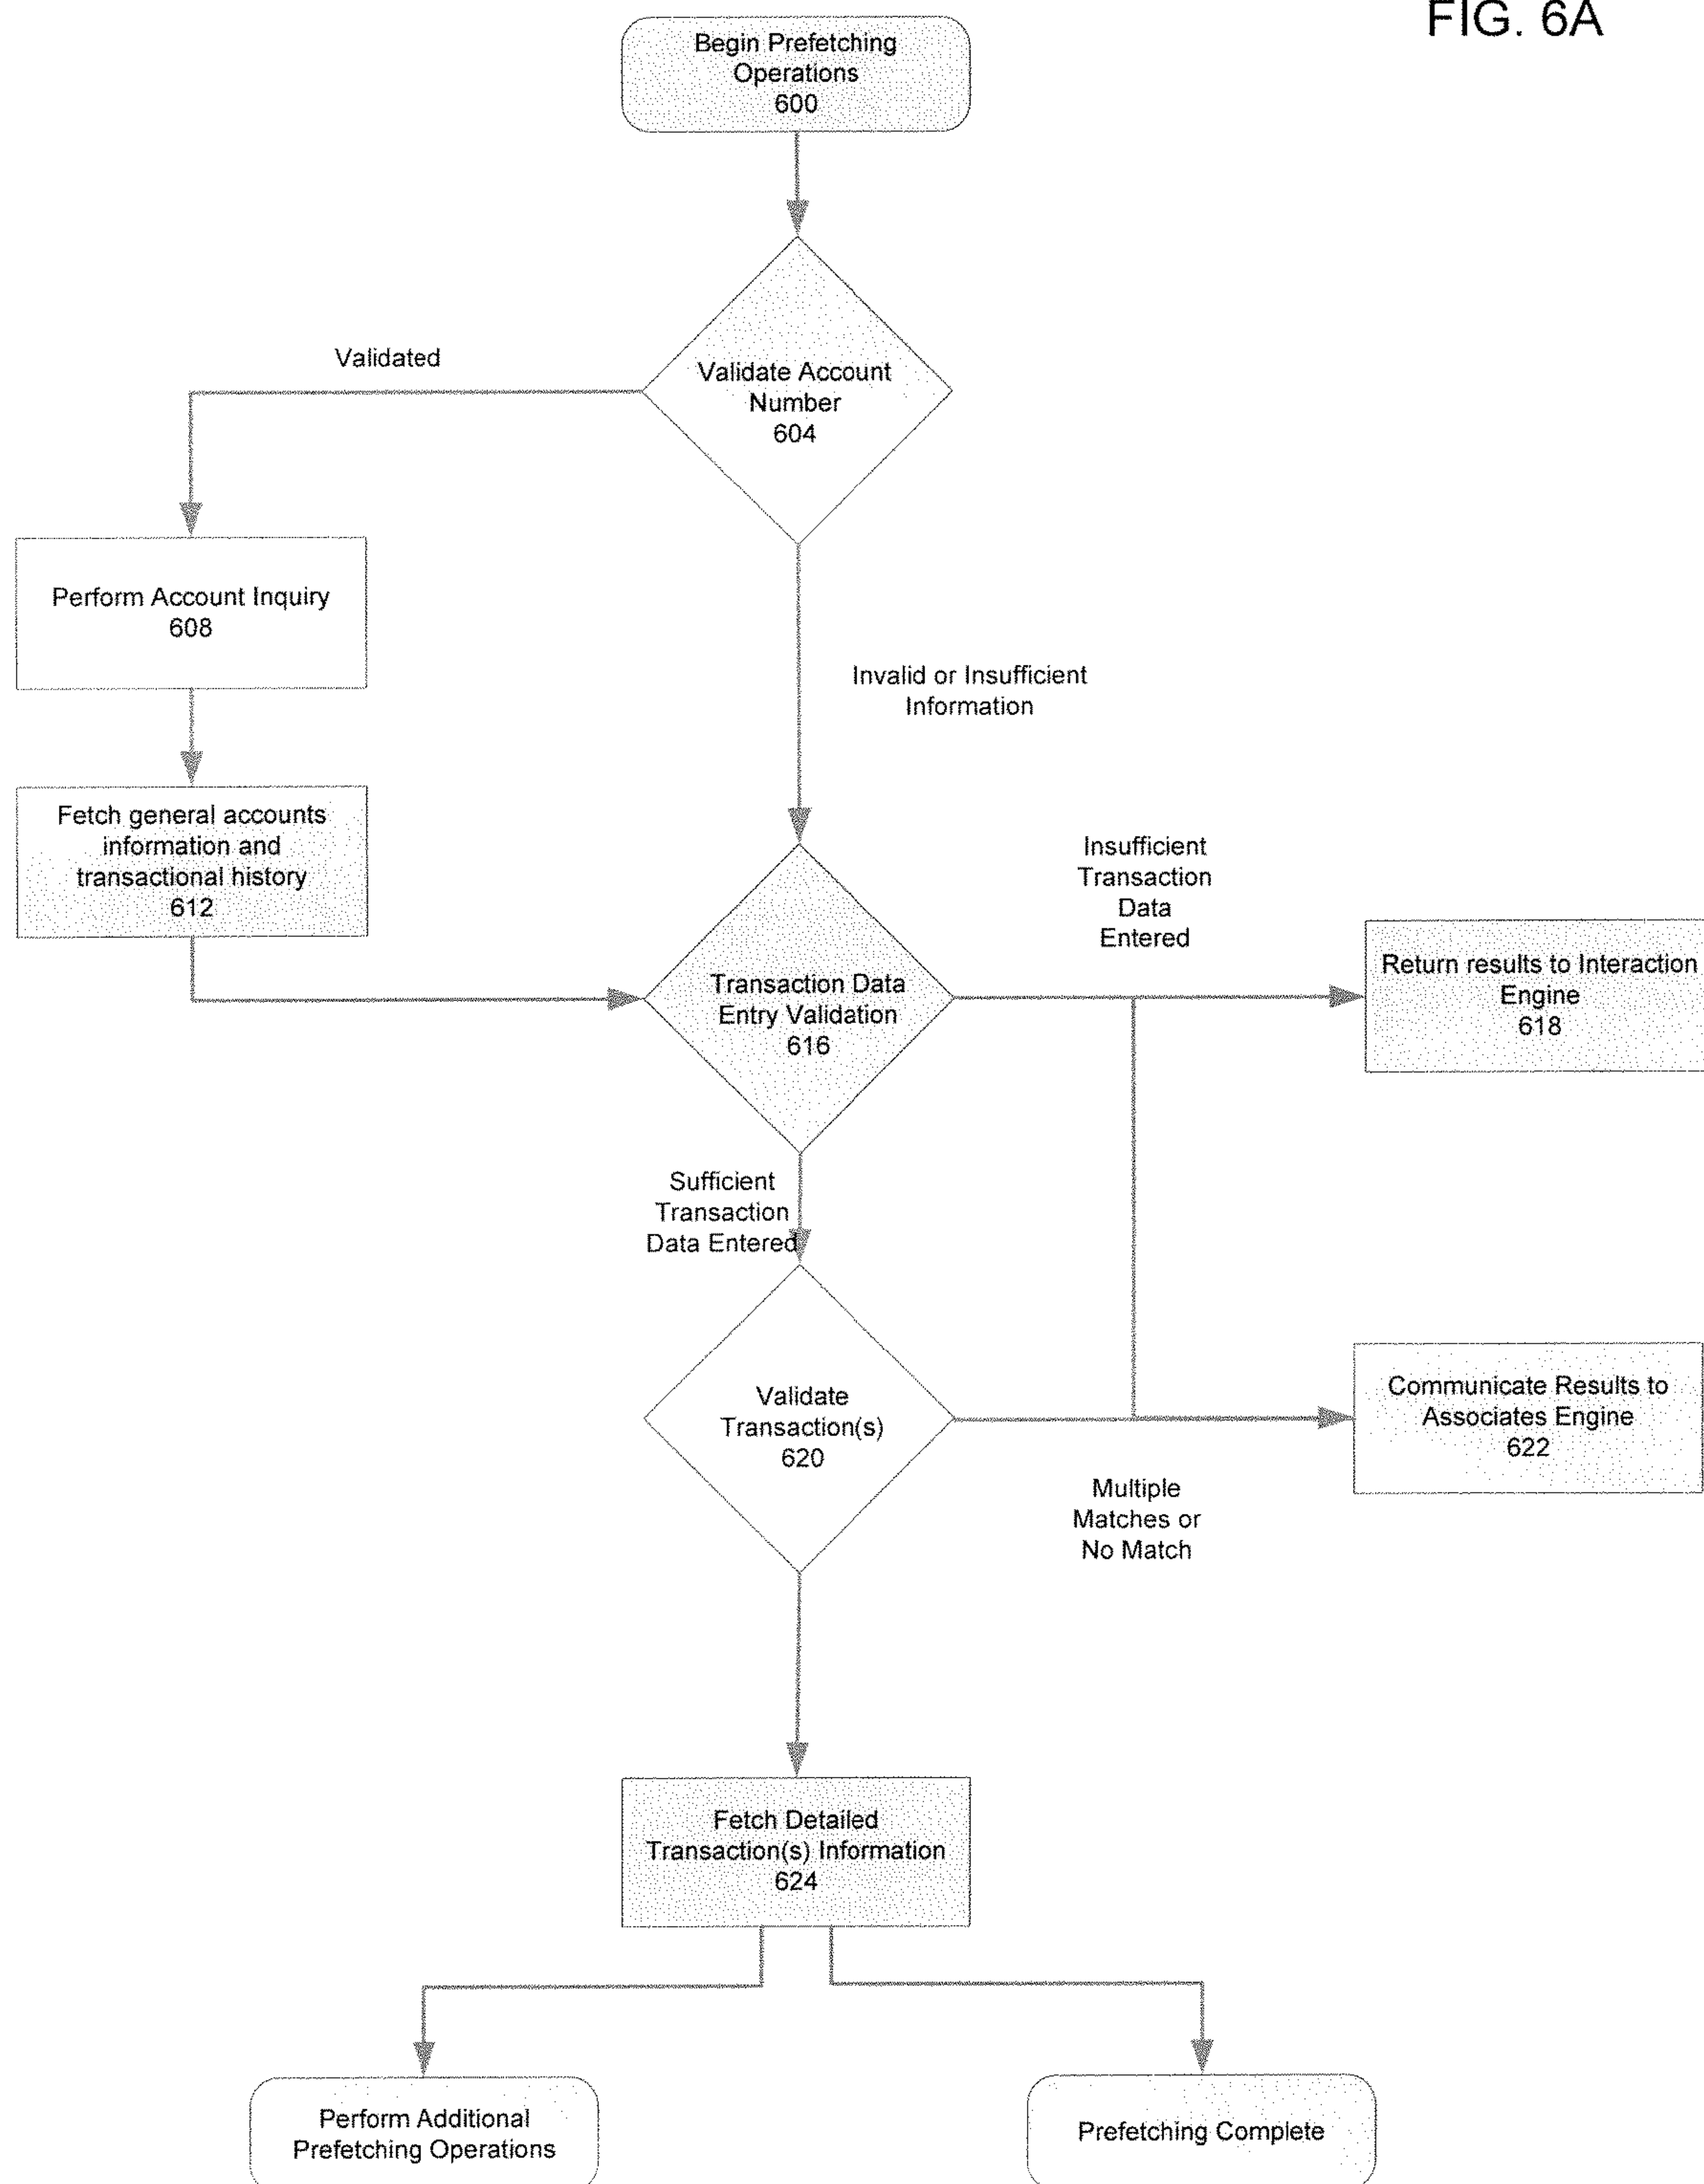 FIG. 6A
Begin Prefetching
Operations
600
Validated
Validate Account
Number
604
Perform Account Inquiry
608
Invalid or Insufficient
Information
Fetch general accounts
information and
transactional history
612
Insufficient
Transaction
Data
Entered
Transaction Data
Entry Validation
616
Return results to Interaction
Engine
618
Sufficient
Transaction
Data Entered
Validate
Transaction(s)
620
Communicate Results to
Associates Engine
622
Multiple
Matches or
No Match
Fetch Detailed
Transaction(s) Information
624
Perform Additional
Prefetching Operations
Prefetching Complete